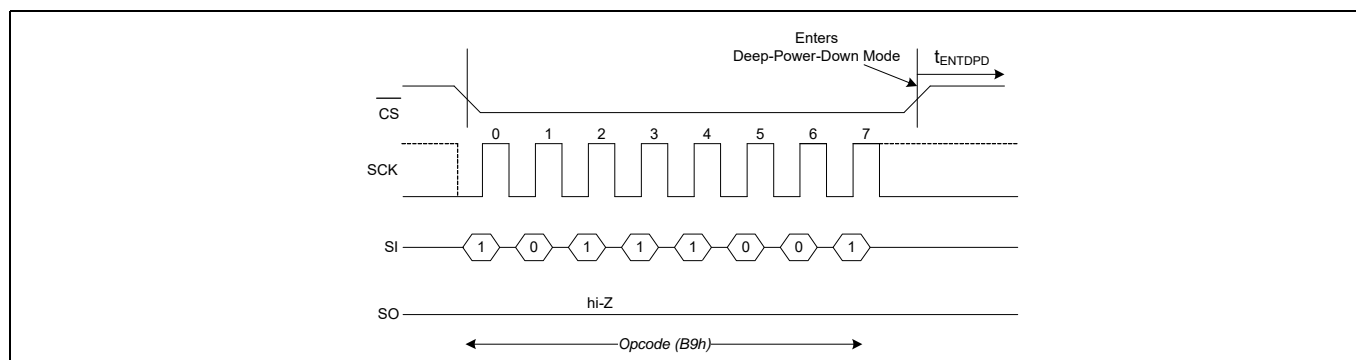 Enters
Deep-Power-Down Mode
tENTDPD
CS
0 1 2 3 4 5 6 7
SCK
SI 1 0 1 1 1 0 0 1
hi-Z
SO
Opcode (B9h)